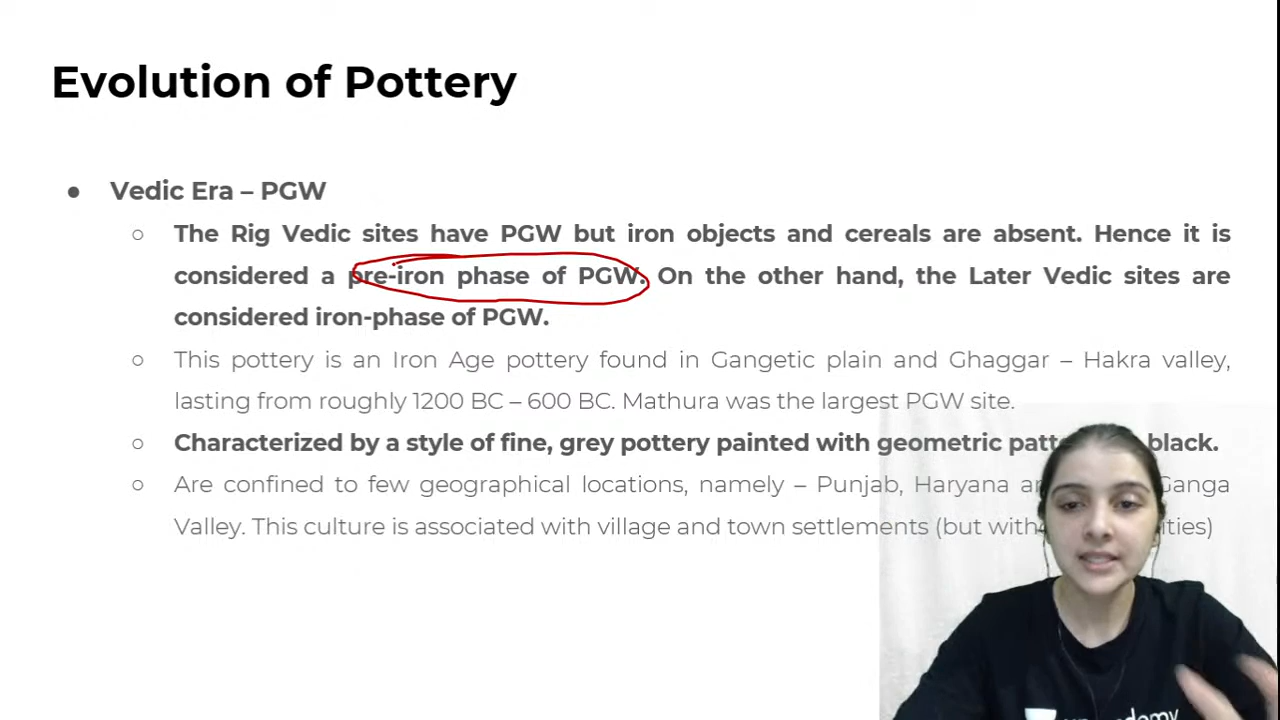 Evolution of Pottery
● Vedic Era – PGW
○ The Rig Vedic sites have PGW but iron objects and cereals are absent. Hence it is
considered a pre-iron phase of PGW. On the other hand, the Later Vedic sites are
considered iron-phase of PGW.
○ This pottery is an Iron Age pottery found in Gangetic plain and Ghaggar – Hakra valley,
lasting from roughly 1200 BC – 600 BC. Mathura was the largest PGW site.
○ Characterized by a style of fine, grey pottery painted with geometric black.
○ Are confined to few geographical locations, namely – Punjab, Haryana Ganga
Valley. This culture is associated with village and town settlements (but